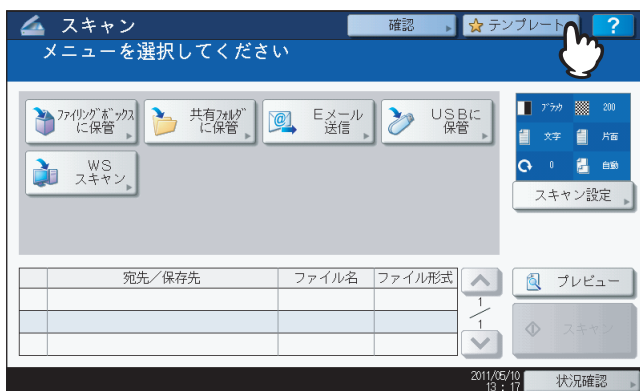 スキャン
確認
テンプレート
?
メニューを選択してください
ファイリングボックス
に保管
共有フォルダ
に保管
Eメール
送信
USBに
保管
WS
スキャン
ブラック
200
文字
片面
0
自動
スキャン設定
宛先/保存先
ファイル名
ファイル形式
1
1
プレビュー
スキャン
2011/05/10
13:17
状況確認